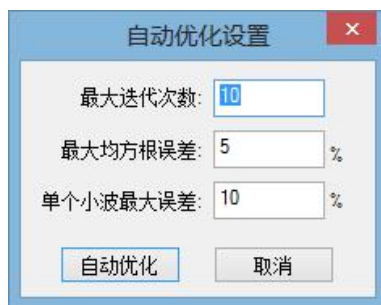 自动优化设置
最大迭代次数: 10
最大均方根误差: 5 %
单个小波最大误差: 10 %
自动优化 取消